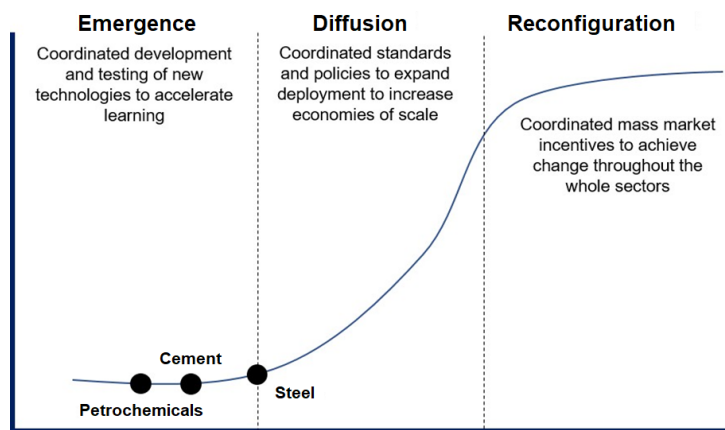 Emergence
Coordinated development
and testing of new
technologies to accelerate
learning
Diffusion
Coordinated standards
and policies to expand
deployment to increase
economies of scale
Reconfiguration
Coordinated mass market
incentives to achieve
change throughout the
whole sectors
Cement
Steel
Petrochemicals